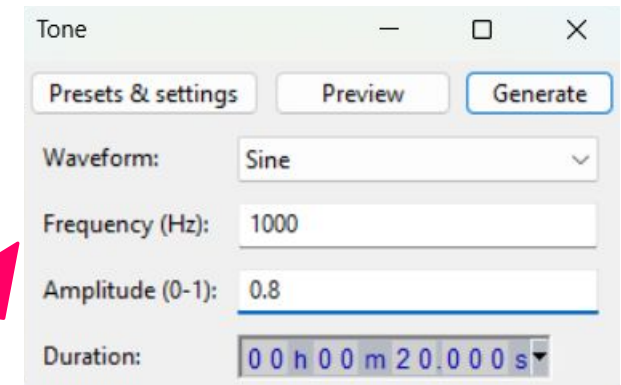 Tone
Presets & settings Preview Generate
Waveform: Sine
Frequency (Hz): 1000
Amplitude (0-1): 0.8
Duration: 00h00m20.000s